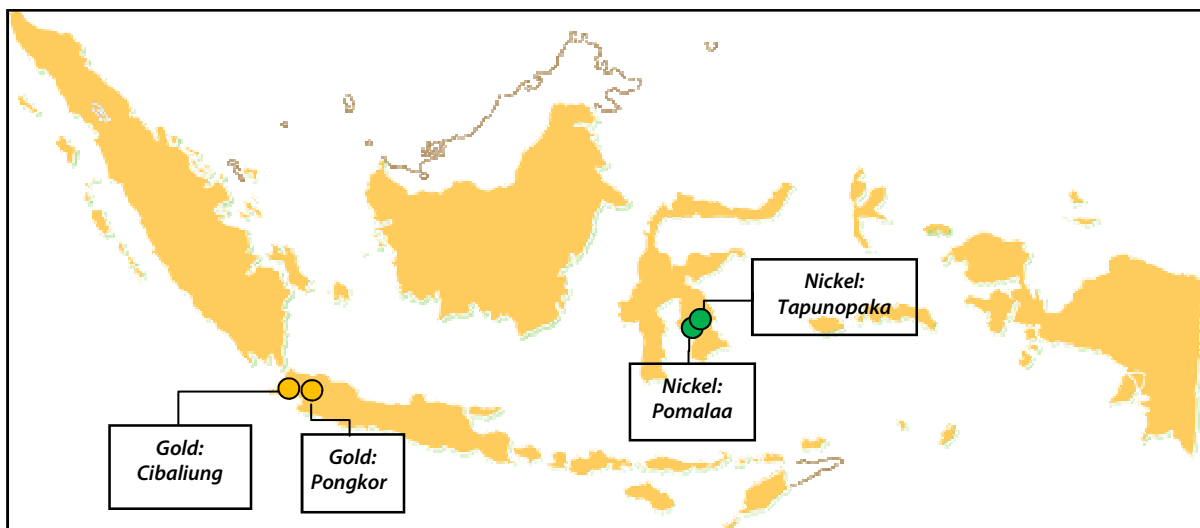 Nickel:
Tapunopaka
Nickel:
Pomalaa
Gold:
Cibaliung
Gold:
Pongkor